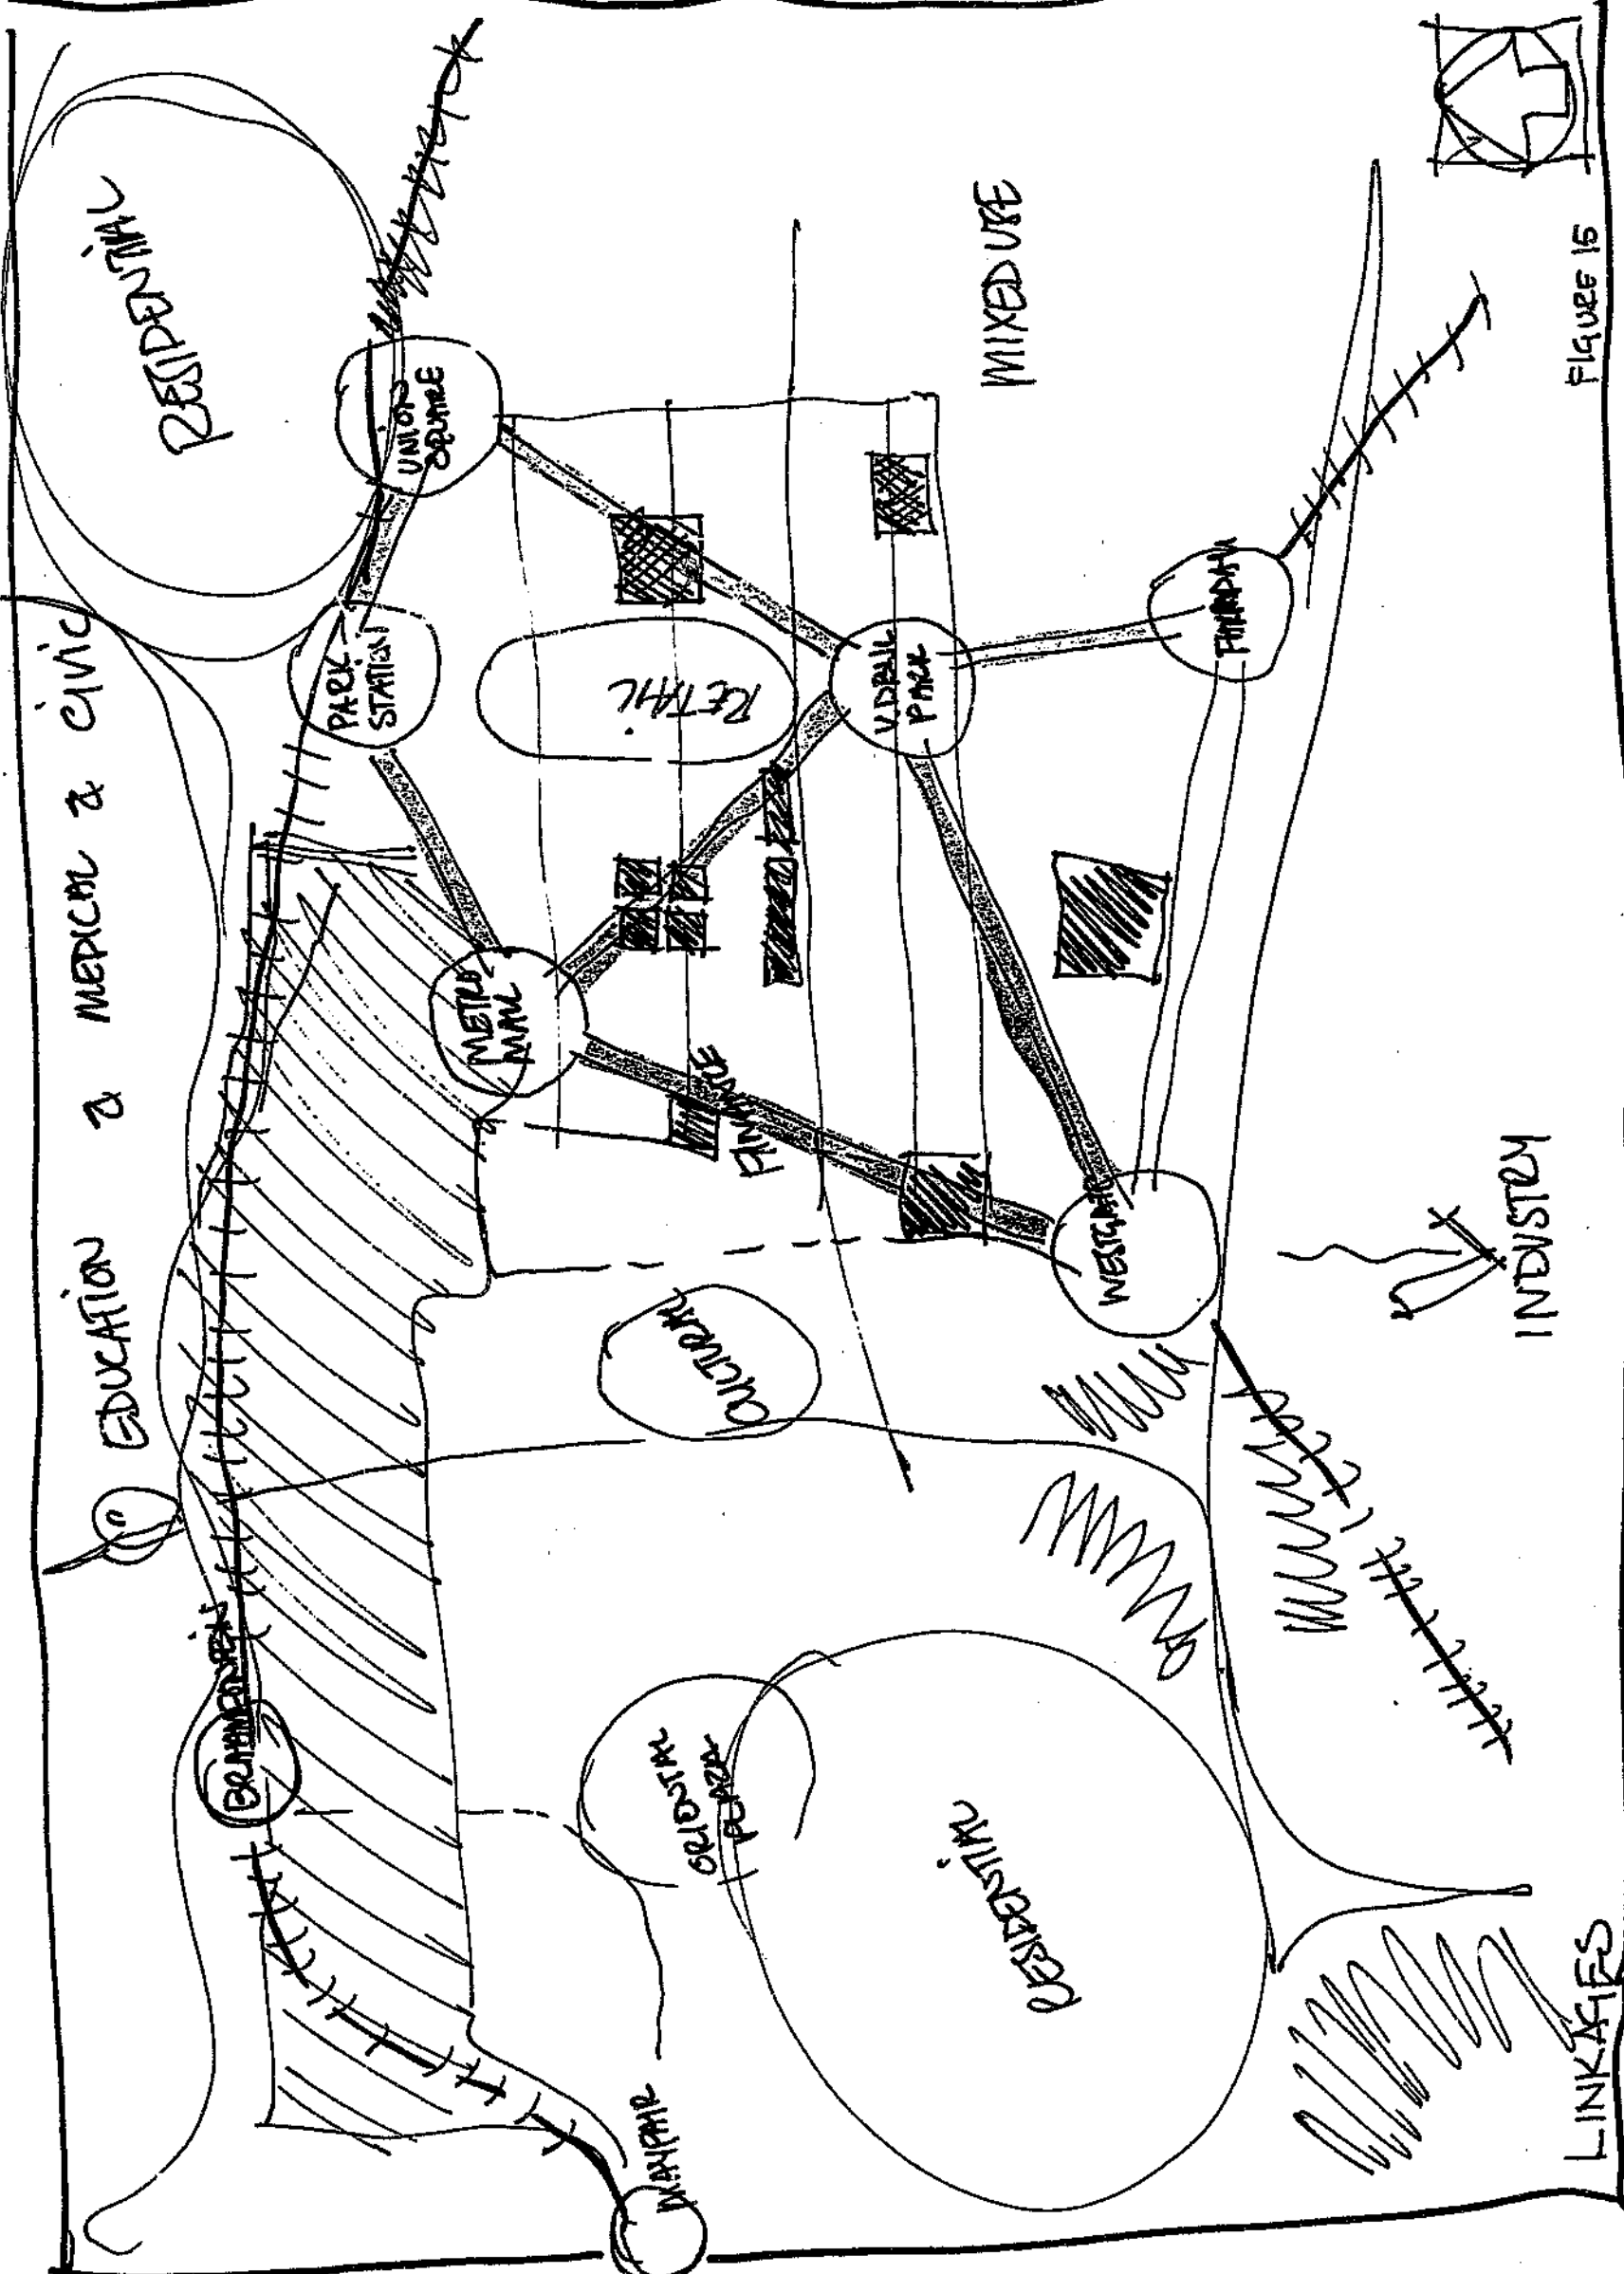 EDUCATION & MEDICAL & CIVIC
RESIDENTIAL
BRAAMFONTEIN
PARK
STATION
UNION
SQUARE
METRO
MALL
RETAIL
MAYFAIR
ORIENTAL
PLAZA
CULTURAL
FINANCE
PARK
RESIDENTIAL
WESTGATE
MIXED USE
INDUSTRY
LINKAGES
FIGURE 15